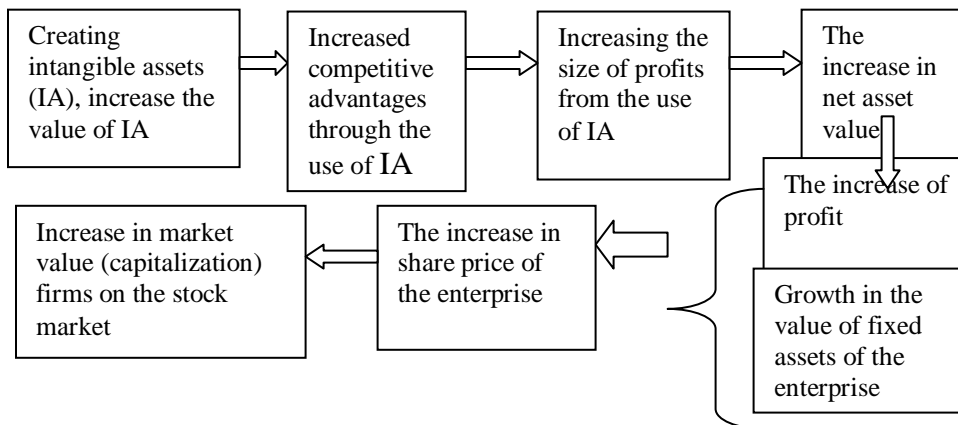 Creating
intangible assets
(IA), increase the
value of IA
Increased
competitive
advantages
through the
use of IA
Increasing the
size of profits
from the use
of IA
The
increase in
net asset
value
The increase of
profit
Growth in the
value of fixed
assets of the
enterprise
The increase in
share price of
the enterprise
Increase in market
value (capitalization)
firms on the stock
market